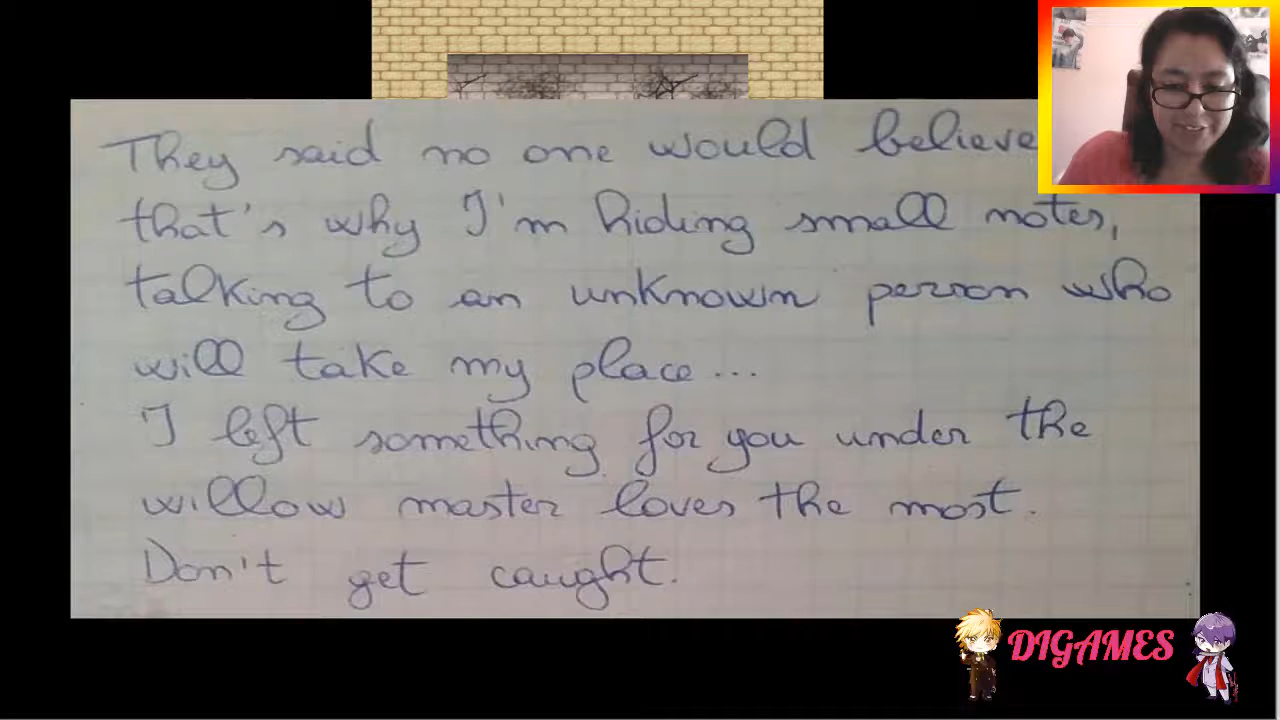 They said no one would believe
that's why I'm hiding small notes,
talking to an unknown person who
will take my place...
I left something for you under the
willow master loves the most.
Don't get caught.
DIGAMES